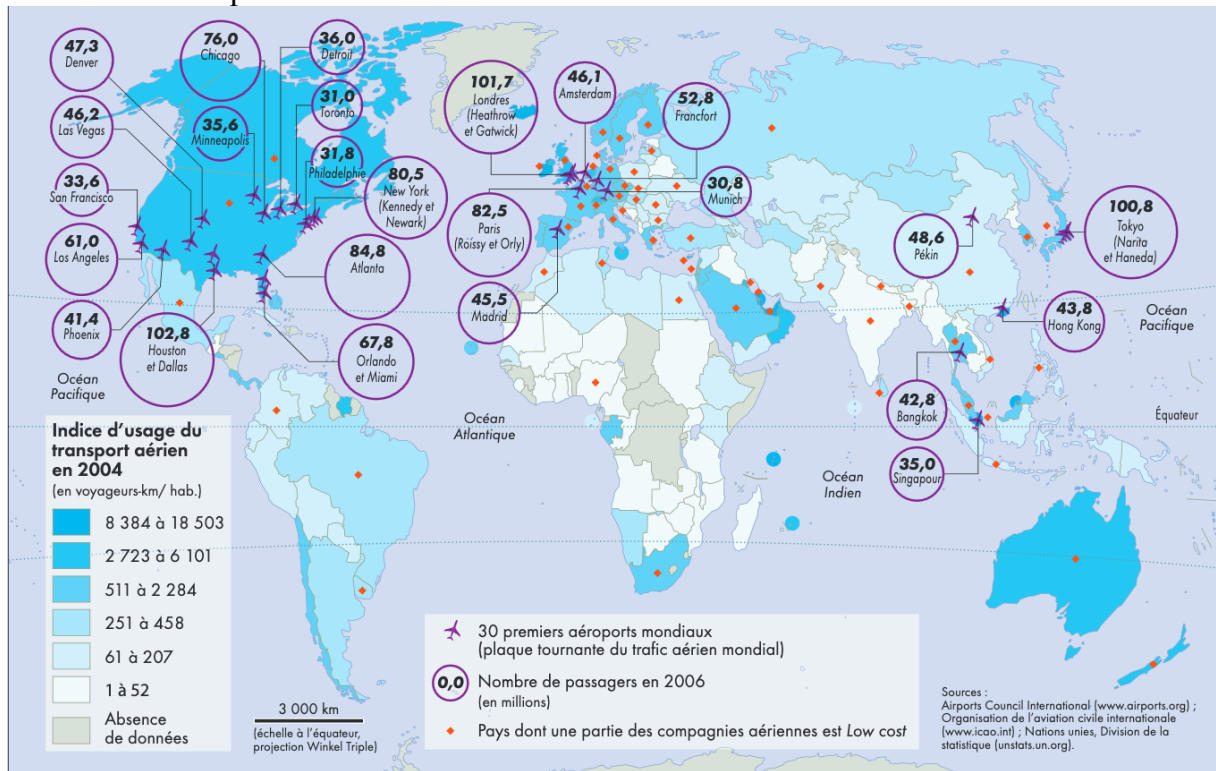 47,3
Denver
76,0
Chicago
36,0
Detroit
46,2
Las Vegas
35,6
Minneapolis
31,0
Toronto
31,8
Philadelphie
33,6
San Francisco
80,5
New York
(Kennedy et
Newark)
61,0
Los Angeles
84,8
Atlanta
41,4
Phoenix
102,8
Houston
et Dallas
67,8
Orlando
et Miami
101,7
Londres
(Heathrow
et Gatwick)
46,1
Amsterdam
52,8
Francfort
82,5
Paris
(Roissy et Orly)
30,8
Munich
45,5
Madrid
48,6
Pékin
100,8
Tokyo
(Narita
et Haneda)
43,8
Hong Kong
42,8
Bangkok
35,0
Singapour
Océan
Pacifique
Océan
Atlantique
Océan
Indien
Océan
Pacifique
Équateur
Indice d'usage du
transport aérien
en 2004
(en voyageurs-km/ hab.)
8 384 à 18 503
2 723 à 6 101
511 à 2 284
251 à 458
61 à 207
1 à 52
Absence
de données
3 000 km
(échelle à l'équateur,
projection Winkel Triple)
30 premiers aéroports mondiaux
(plaque tournante du trafic aérien mondial)
0,0 Nombre de passagers en 2006
(en millions)
Pays dont une partie des compagnies aériennes est Low cost
Sources :
Airports Council International (www.airports.org) ;
Organisation de l'aviation civile internationale
(www.icao.int) ; Nations unies, Division de la
statistique (unstats.un.org).